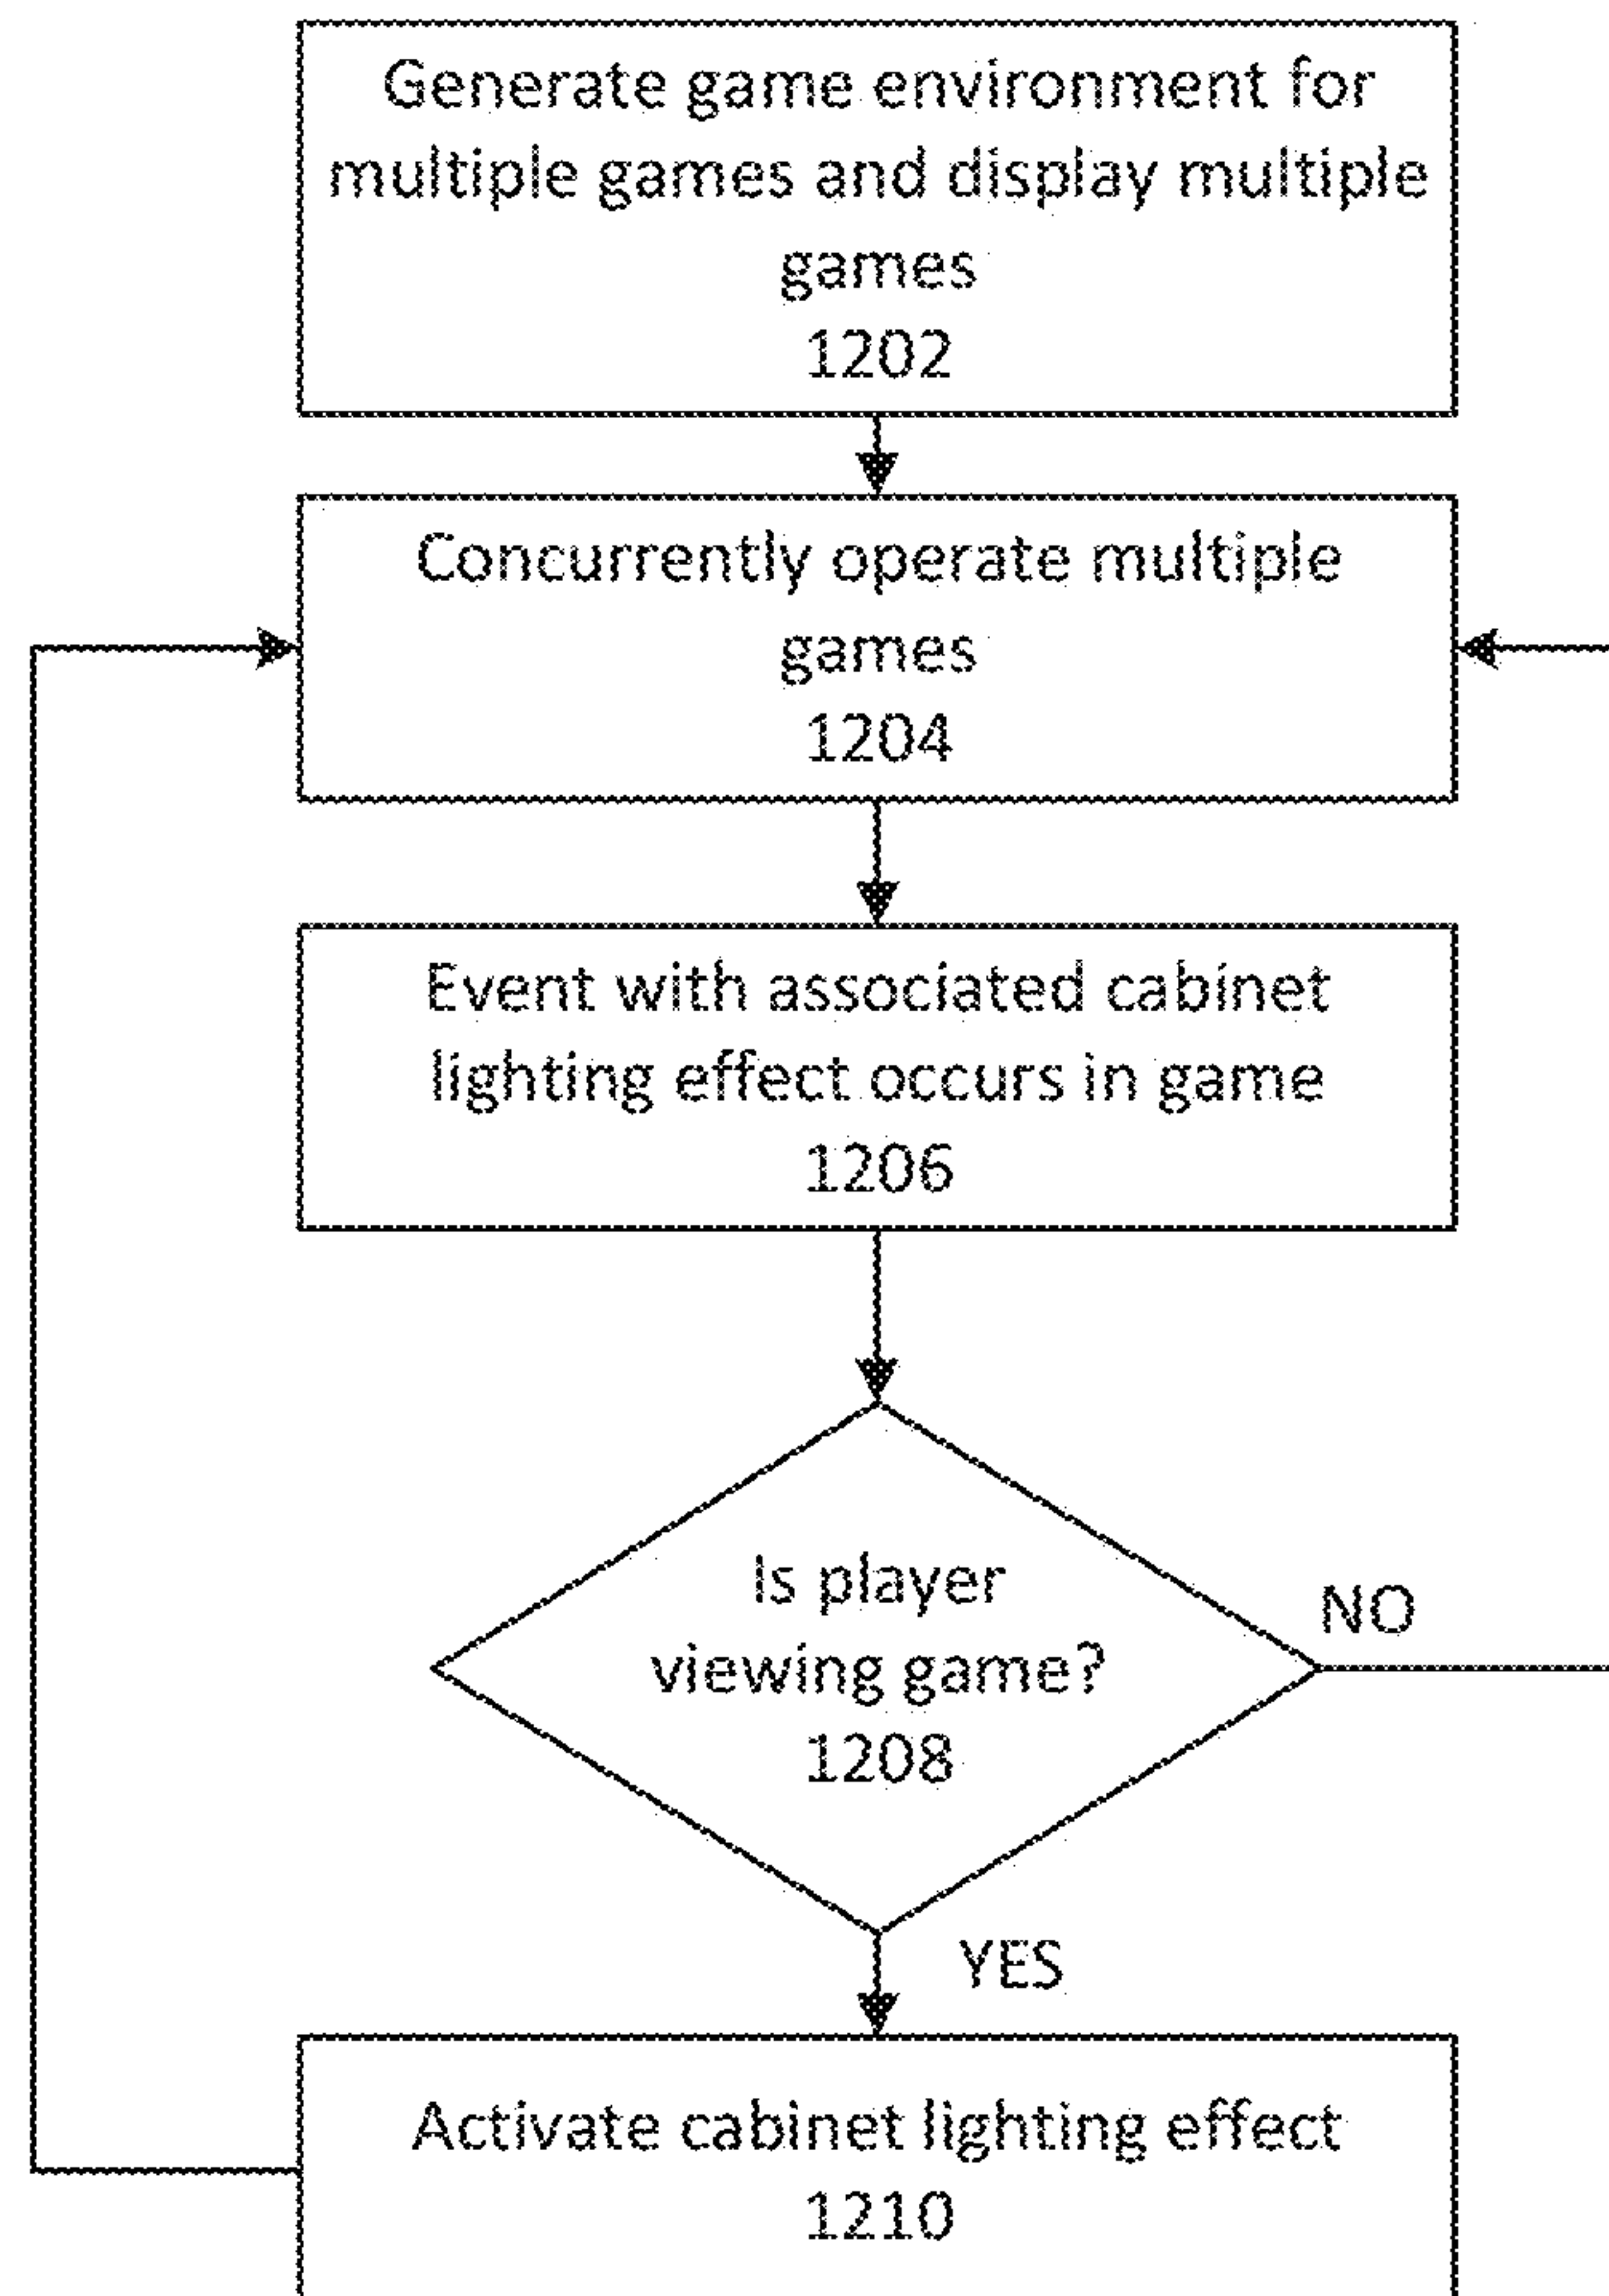 Generate game environment for
multiple games and display multiple
games
1202
Concurrently operate multiple
games
1204
Event with associated cabinet
lighting effect occurs in game
1206
Is player
viewing game?
1208
NO
YES
Activate cabinet lighting effect
1210